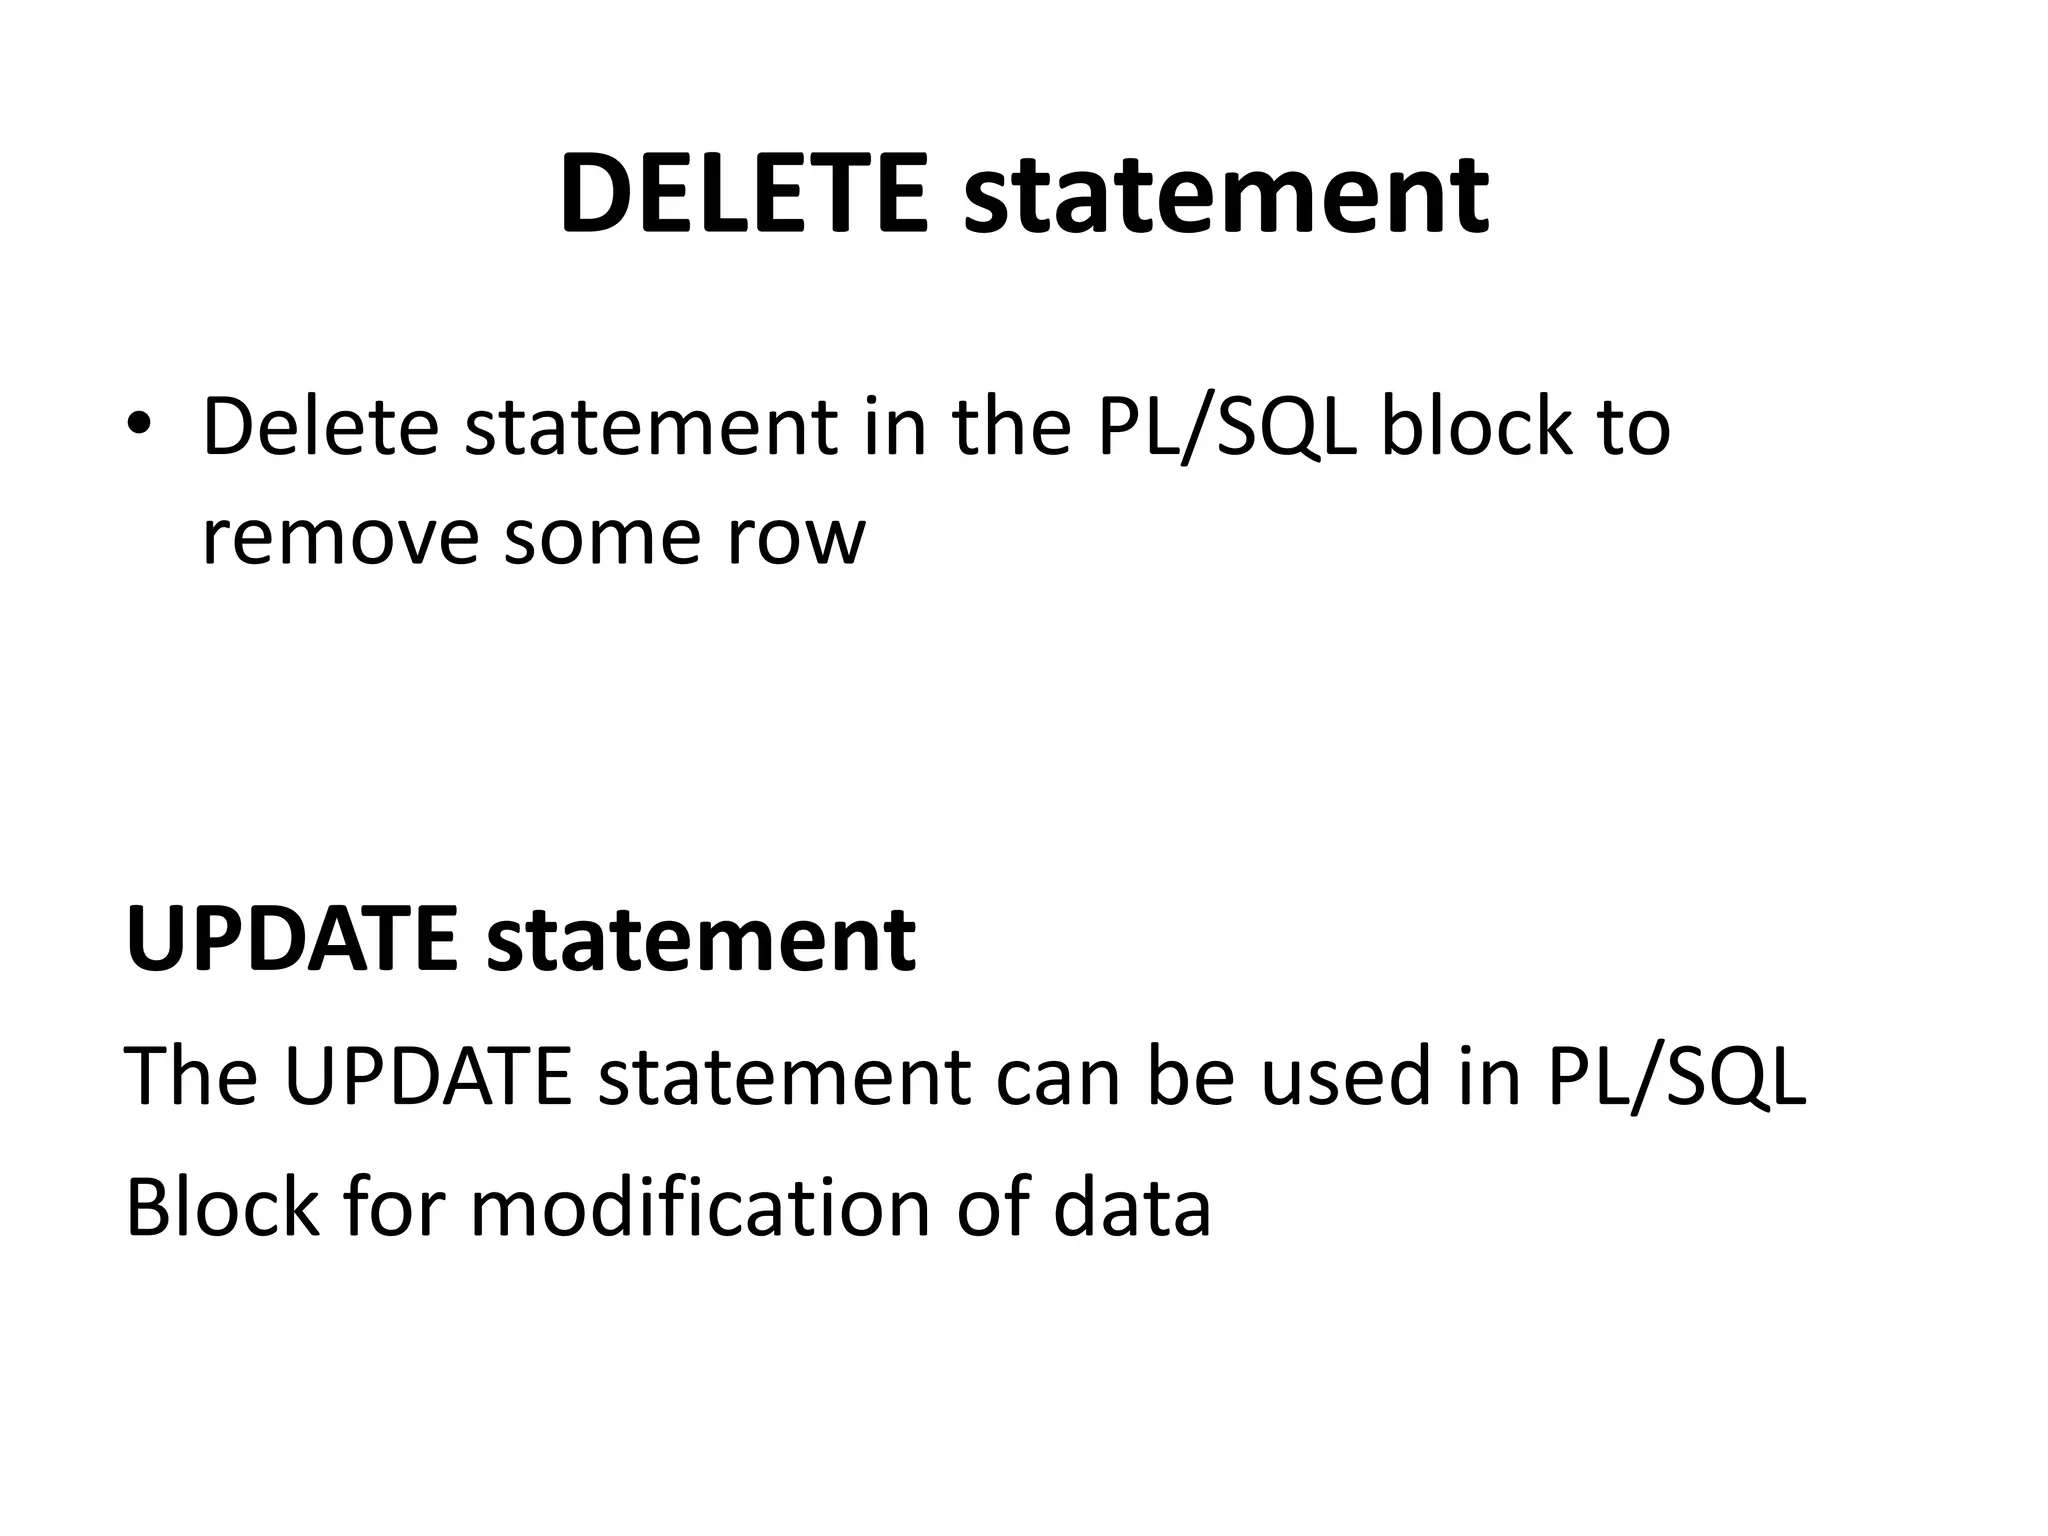 DELETE statement
• Delete statement in the PL/SQL block to
remove some row
UPDATE statement
The UPDATE statement can be used in PL/SQL
Block for modification of data